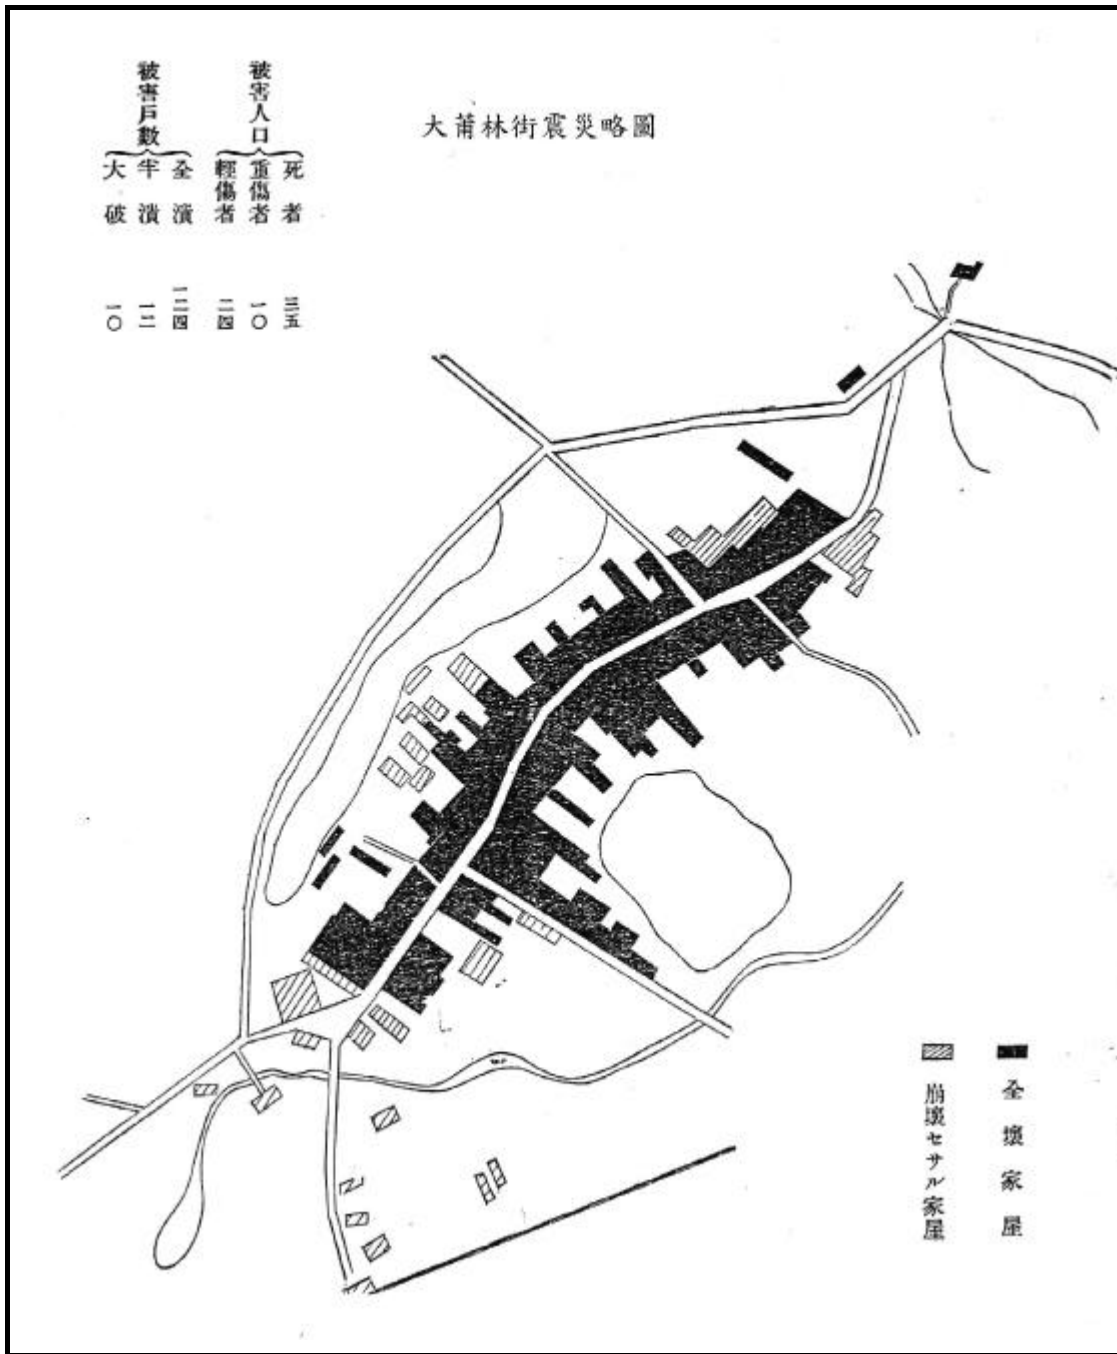 大莆林街震災略圖
被害人口
死者 三五
重傷者 一〇
輕傷者 二四
被害戶數
全潰 一二四
半潰 一二
大破 一〇
全壞家屋
崩壞セサル家屋